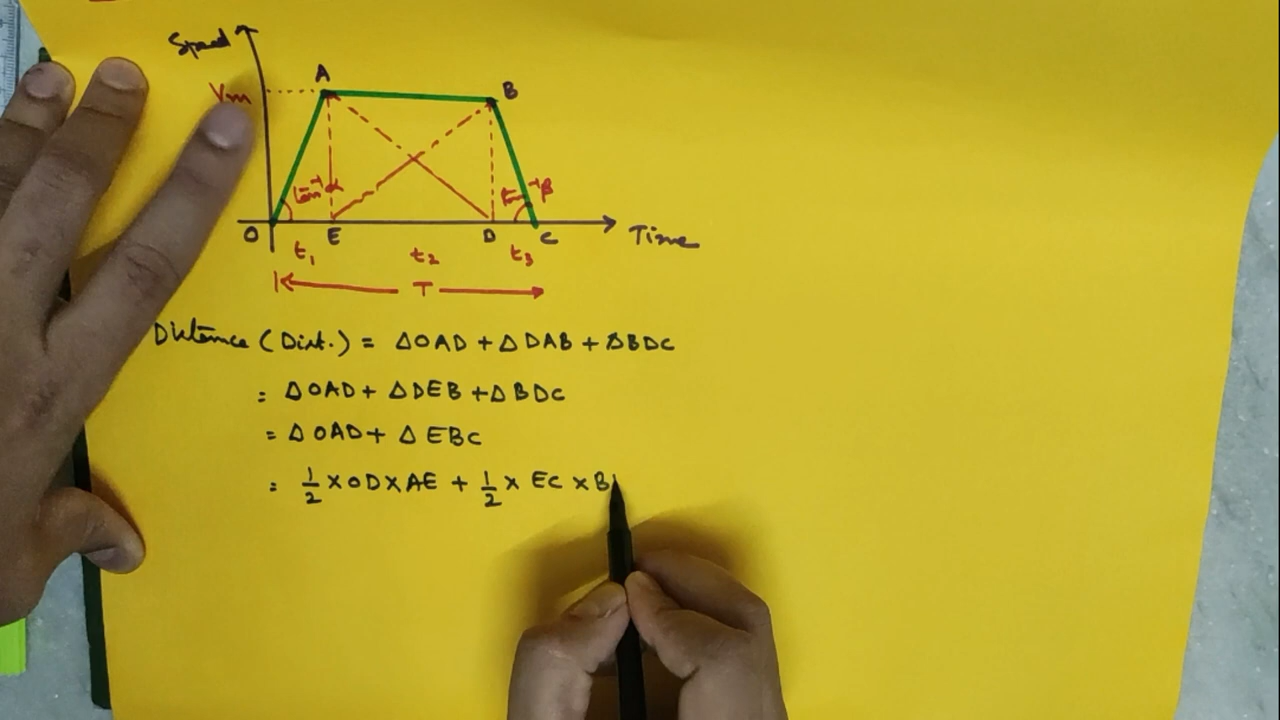 Speed
A
B
Vm
tan⁻¹α
tan⁻¹β
O E D C
Time
t₁ t₂ t₃
T
Distance (Dist.) = ΔOAD + ΔDAB + ΔBDC
= ΔOAD + ΔDEB + ΔBDC
= ΔOAD + ΔEBC
= 1/2 × OD × AE + 1/2 × EC × B